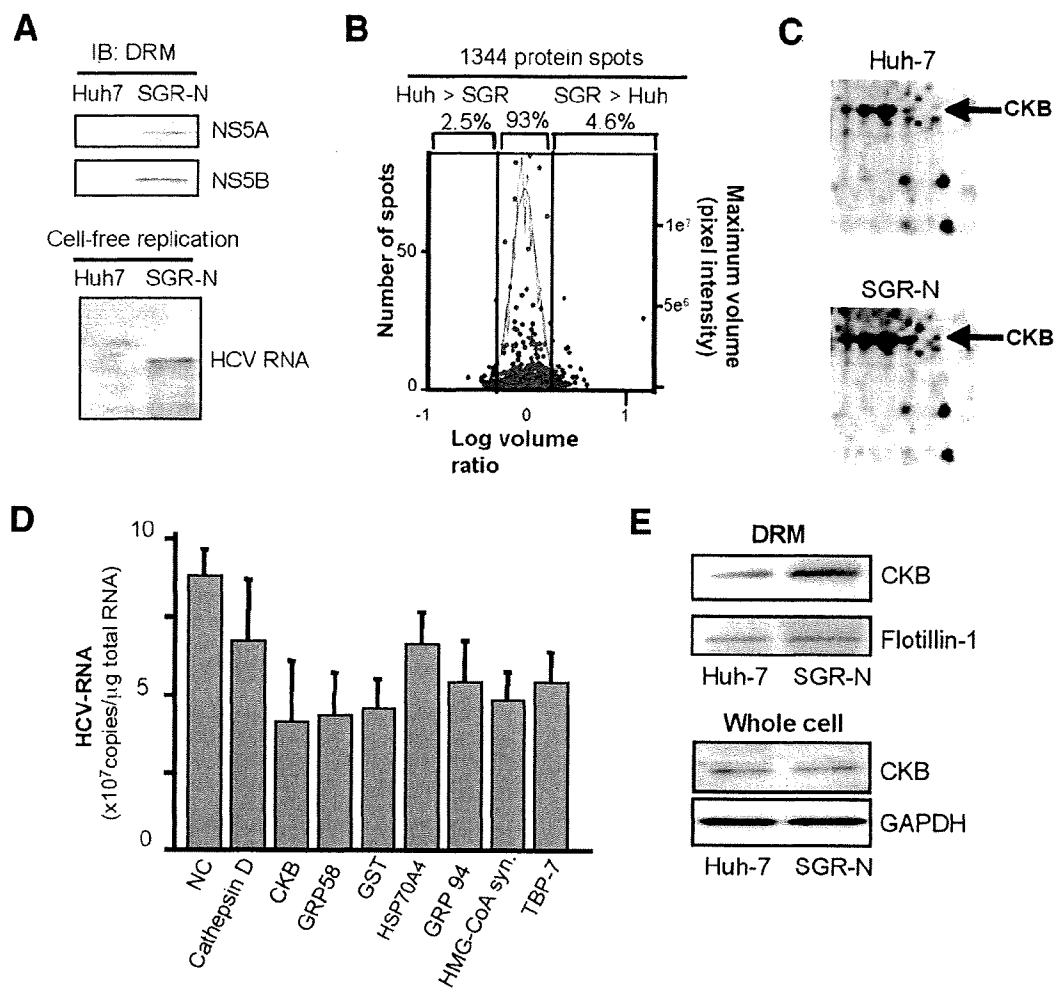 A
IB: DRM
Huh7 SGR-N
NS5A
NS5B
Cell-free replication
Huh7 SGR-N
HCV RNA
B
1344 protein spots
Huh > SGR SGR > Huh
2.5% 93% 4.6%
Number of spots
50
0
Maximum volume
(pixel intensity)
1e⁷
5e⁶
-1 0 1
Log volume
ratio
C
Huh-7
CKB
SGR-N
CKB
D
HCV-RNA
(x10⁷copies/µg total RNA)
10
5
0
NC
Cathepsin D
CKB
GRP58
GST
HSP70A4
GRP 94
HMG-CoA syn.
TBP-7
E
DRM
CKB
Flotillin-1
Huh-7 SGR-N
Whole cell
CKB
GAPDH
Huh-7 SGR-N